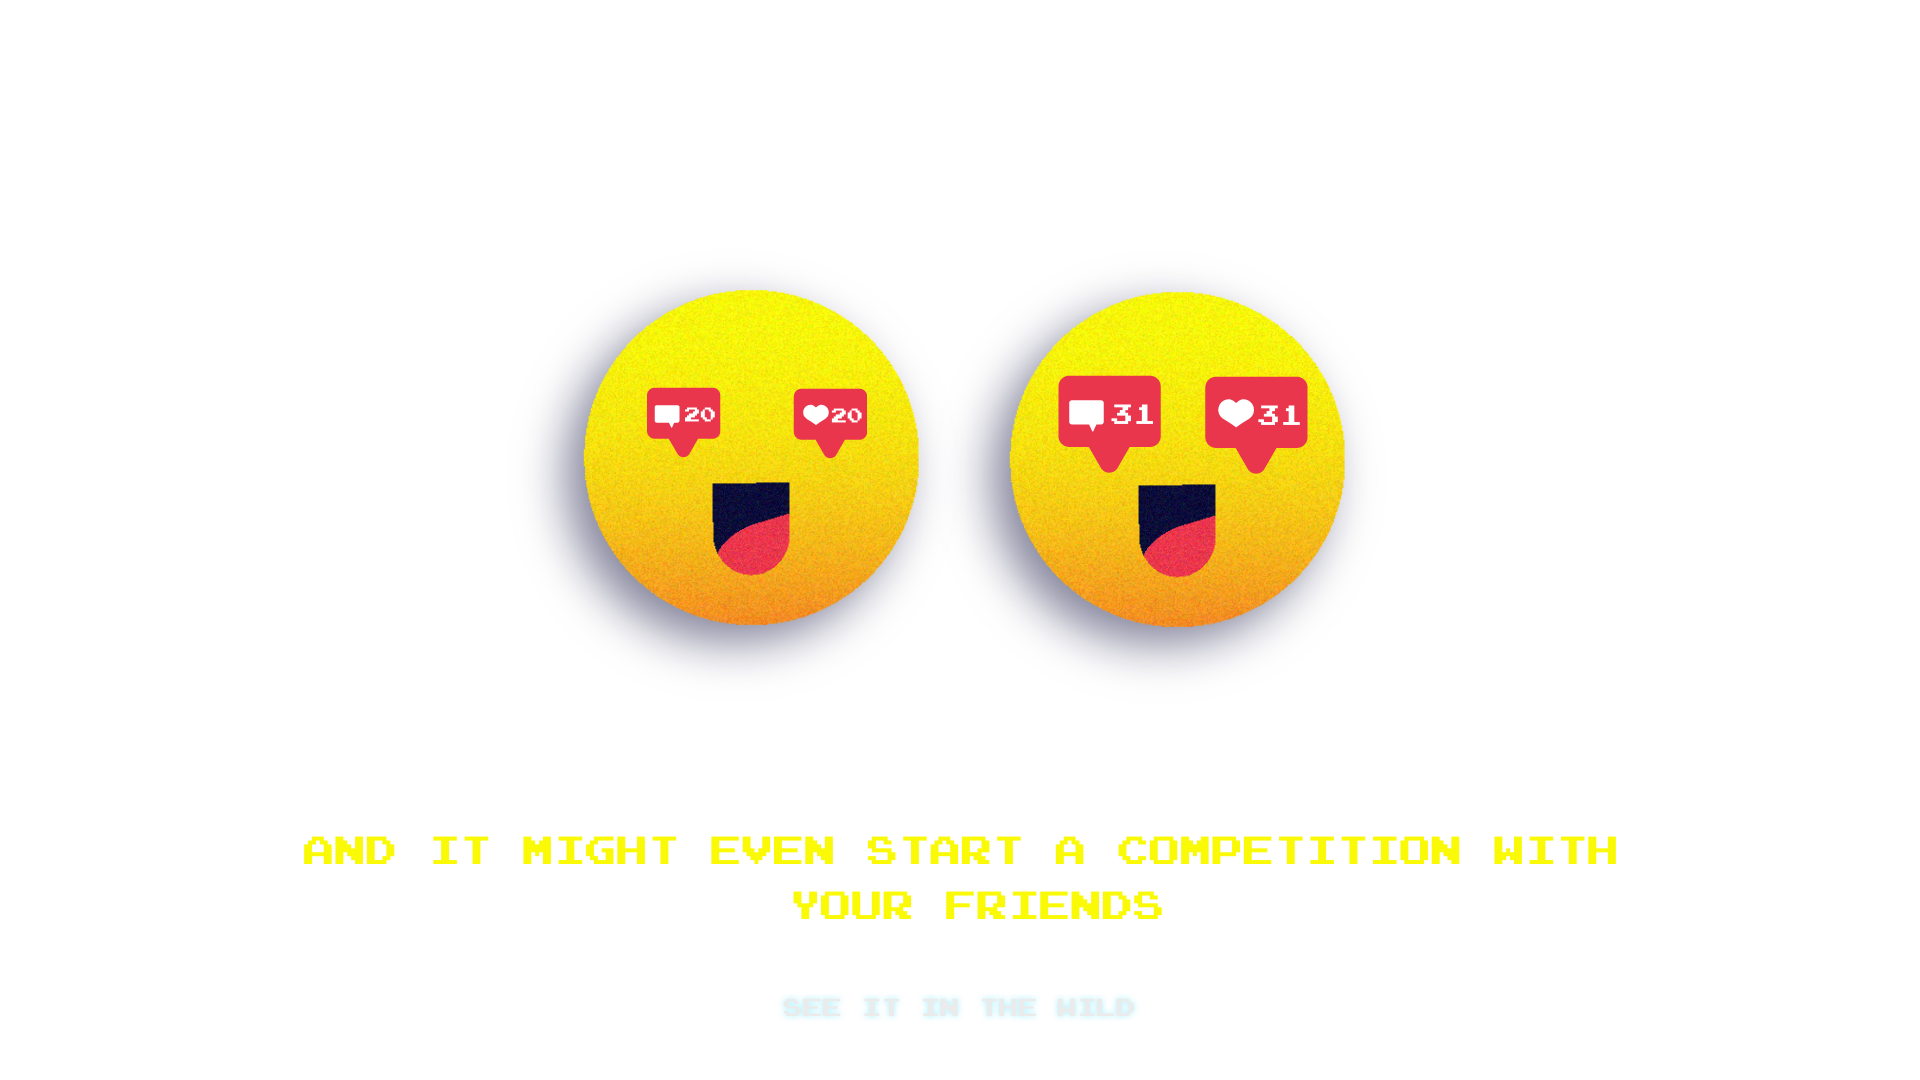 20 20 31 31
AND IT MIGHT EVEN START A COMPETITION WITH
YOUR FRIENDS
SEE IT IN THE WILD